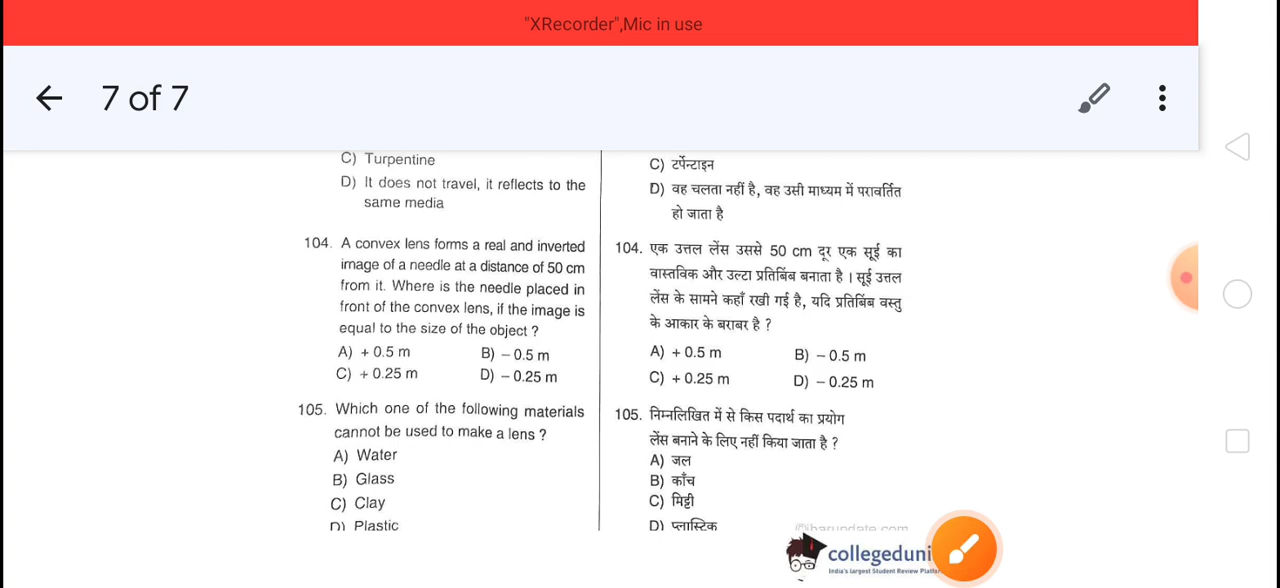 "XRecorder",Mic in use
7 of 7
C) Turpentine
D) It does not travel, it reflects to the
same media
104. A convex lens forms a real and inverted
image of a needle at a distance of 50 cm
from it. Where is the needle placed in
front of the convex lens, if the image is
equal to the size of the object ?
A) + 0.5 m B) – 0.5 m
C) + 0.25 m D) – 0.25 m
105. Which one of the following materials
cannot be used to make a lens ?
A) Water
B) Glass
C) Clay
D) Plastic
C) टर्पेन्टाइन
D) वह चलता नहीं है, वह उसी माध्यम में परावर्तित
हो जाता है
104. एक उत्तल लेंस उससे 50 cm दूर एक सूई का
वास्तविक और उल्टा प्रतिबिंब बनाता है । सूई उत्तल
लेंस के सामने कहाँ रखी गई है, यदि प्रतिबिंब वस्तु
के आकार के बराबर है ?
A) + 0.5 m B) – 0.5 m
C) + 0.25 m D) – 0.25 m
105. निम्नलिखित में से किस पदार्थ का प्रयोग
लेंस बनाने के लिए नहीं किया जाता है ?
A) जल
B) काँच
C) मिट्टी
D) प्लास्टिक
collegeduni
India's largest Student Review Platfor